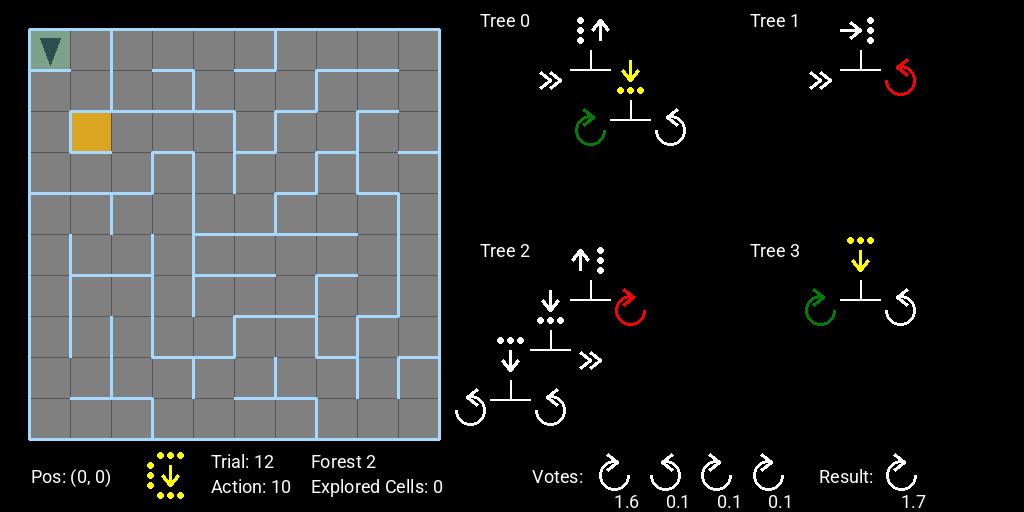 Tree 0
Tree 1
Tree 2
Tree 3
Pos: (0, 0)
Trial: 12
Forest 2
Action: 10
Explored Cells: 0
Votes:
1.6
0.1
0.1
0.1
Result:
1.7